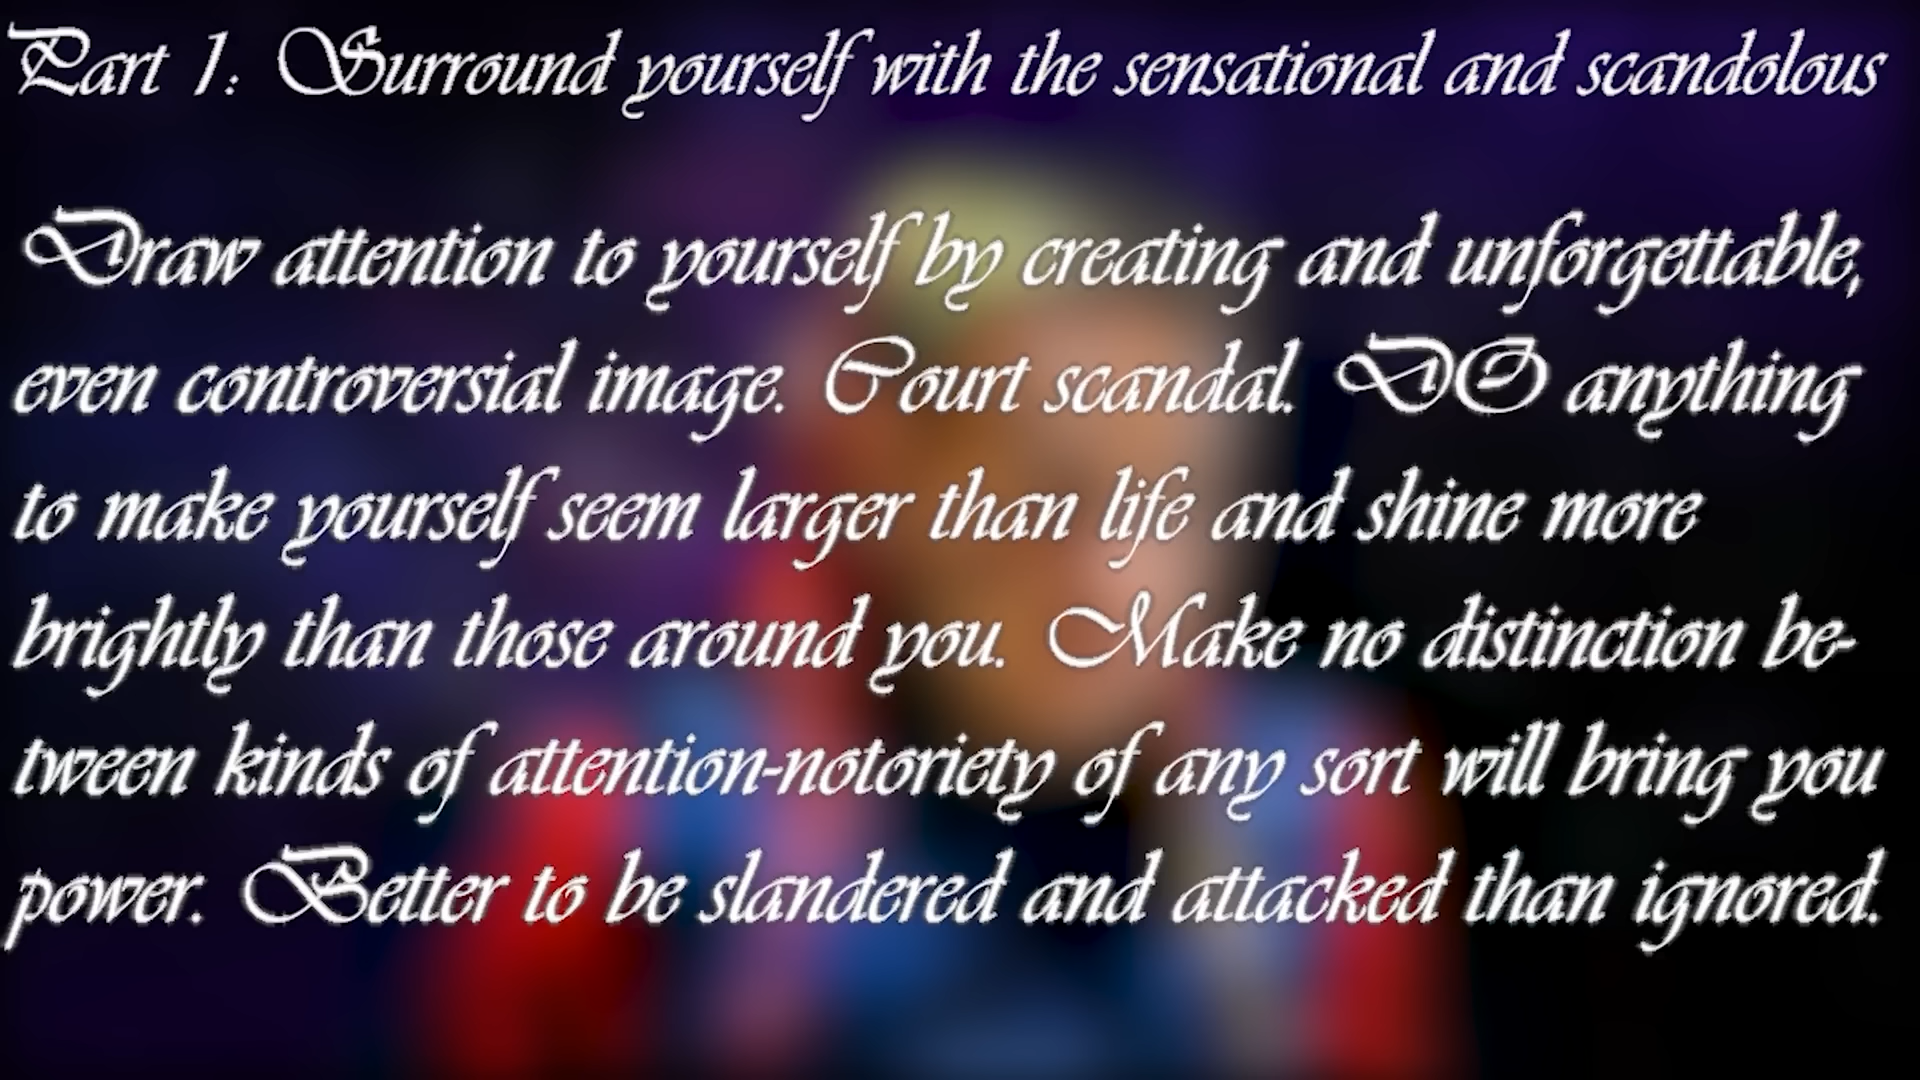 Part 1: Surround yourself with the sensational and scandolous
Draw attention to yourself by creating and unforgettable,
even controversial image. Court scandal. DO anything
to make yourself seem larger than life and shine more
brightly than those around you. Make no distinction be-
tween kinds of attention-notoriety of any sort will bring you
power. Better to be slandered and attacked than ignored.